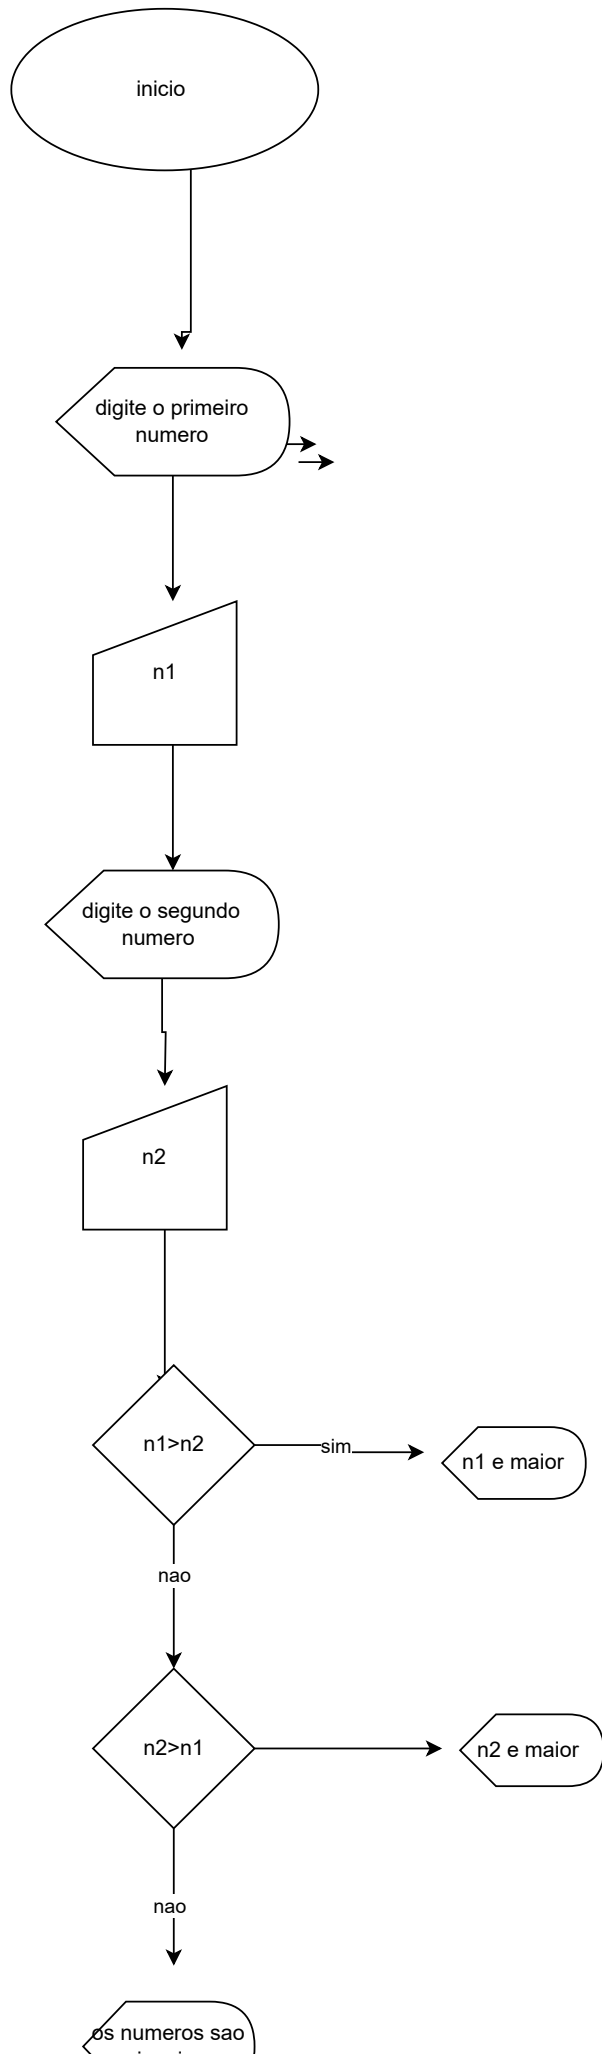 inicio
digite o primeiro
numero
n1
digite o segundo
numero
n2
n1>n2
sim
n1 e maior
nao
n2>n1
n2 e maior
nao
os numeros sao